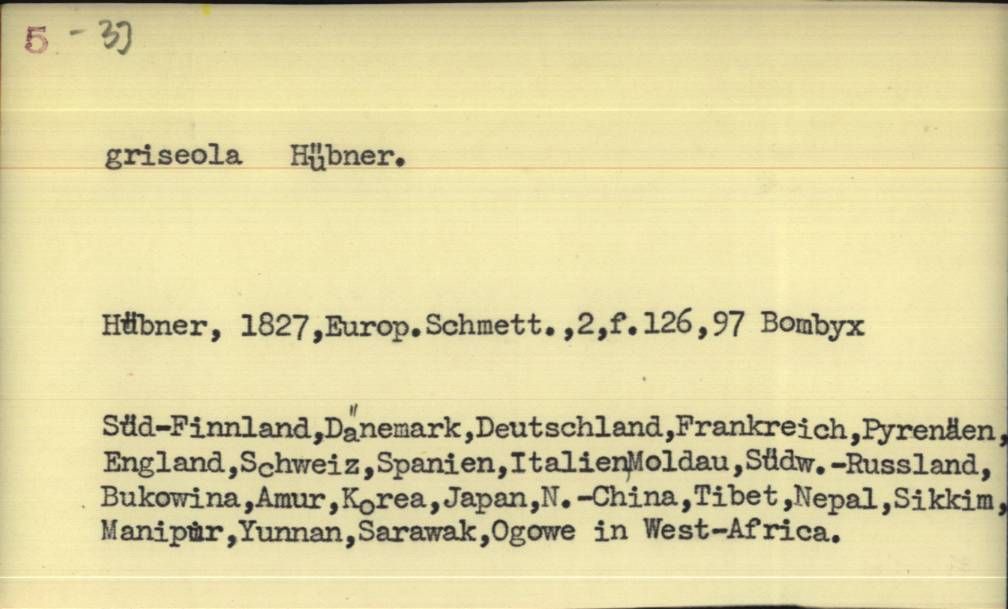 5 - 37
griseola Hübner.
Hübner, 1827,Europ.Schmett.,2,f.126,97 Bombyx
Süd-Finnland,Dänemark,Deutschland,Frankreich,Pyrenäen,
England,Schweiz,Spanien,Italien,Moldau,Südw.-Russland,
Bukowina,Amur,Korea,Japan,N.-China,Tibet,Nepal,Sikkim,
Manipur,Yunnan,Sarawak,Ogowe in West-Africa.